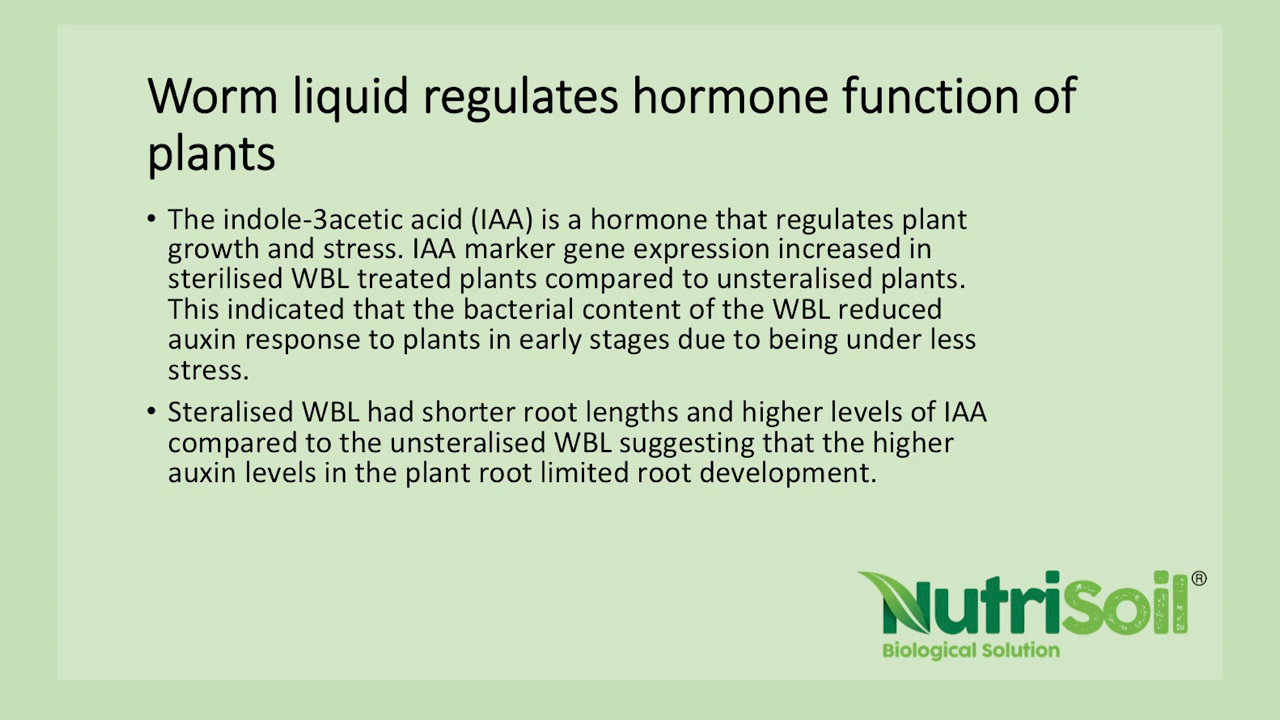 Worm liquid regulates hormone function of
plants
• The indole-3acetic acid (IAA) is a hormone that regulates plant
growth and stress. IAA marker gene expression increased in
sterilised WBL treated plants compared to unsteralised plants.
This indicated that the bacterial content of the WBL reduced
auxin response to plants in early stages due to being under less
stress.
• Steralised WBL had shorter root lengths and higher levels of IAA
compared to the unsteralised WBL suggesting that the higher
auxin levels in the plant root limited root development.
NutriSoil®
Biological Solution